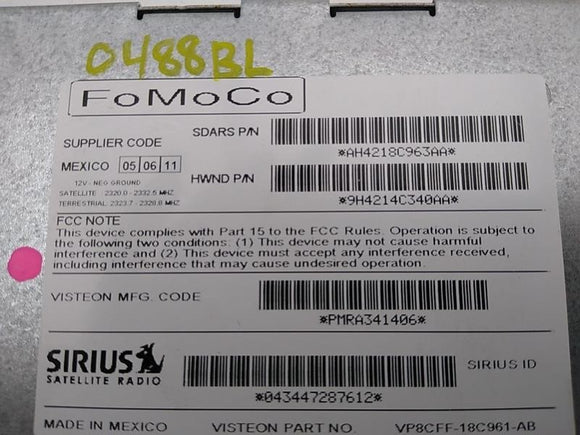 0488BL
FoMoCo
SUPPLIER CODE
SDARS P/N
*AH4218C963AA*
MEXICO 05 06 11
HWND P/N
*9H4214C340AA*
12V - NEG GROUND
SATELLITE : 2320.0 - 2332.5 MHZ
TERRESTRIAL: 2323.7 - 2328.8 MHZ
FCC NOTE
This device complies with Part 15 to the FCC Rules. Operation is subject to
the following two conditions: (1) This device may not cause harmful
interference and (2) This device must accept any interference received,
including interference that may cause undesired operation.
VISTEON MFG. CODE
*PMRA341406*
SIRIUS
SATELLITE RADIO
SIRIUS ID
*043447287612*
MADE IN MEXICO VISTEON PART NO. VP8CFF-18C961-AB